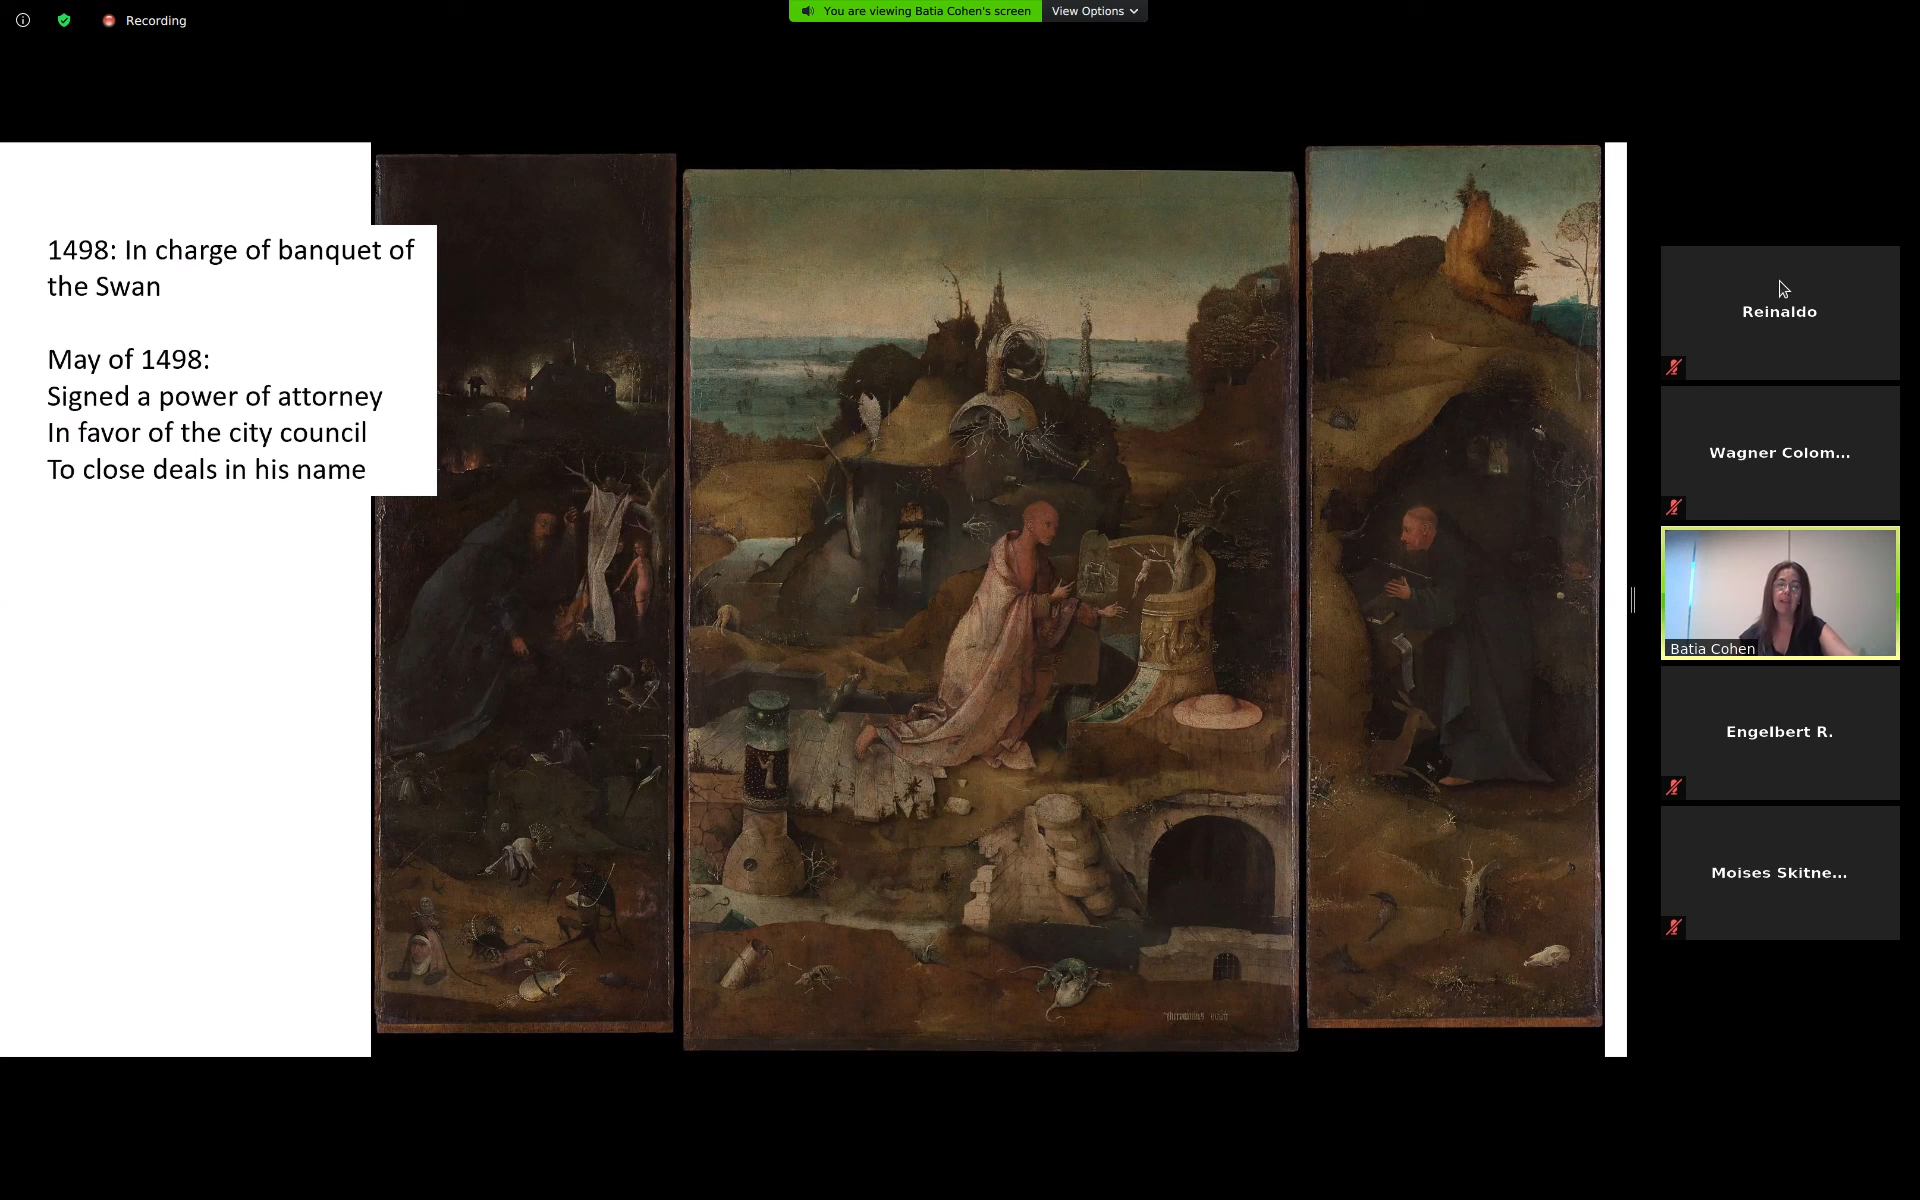 Recording
You are viewing Batia Cohen's screen
View Options
1498: In charge of banquet of
the Swan
May of 1498:
Signed a power of attorney
In favor of the city council
To close deals in his name
Reinaldo
Wagner Colom...
Batia Cohen
Engelbert R.
Moises Skitne...